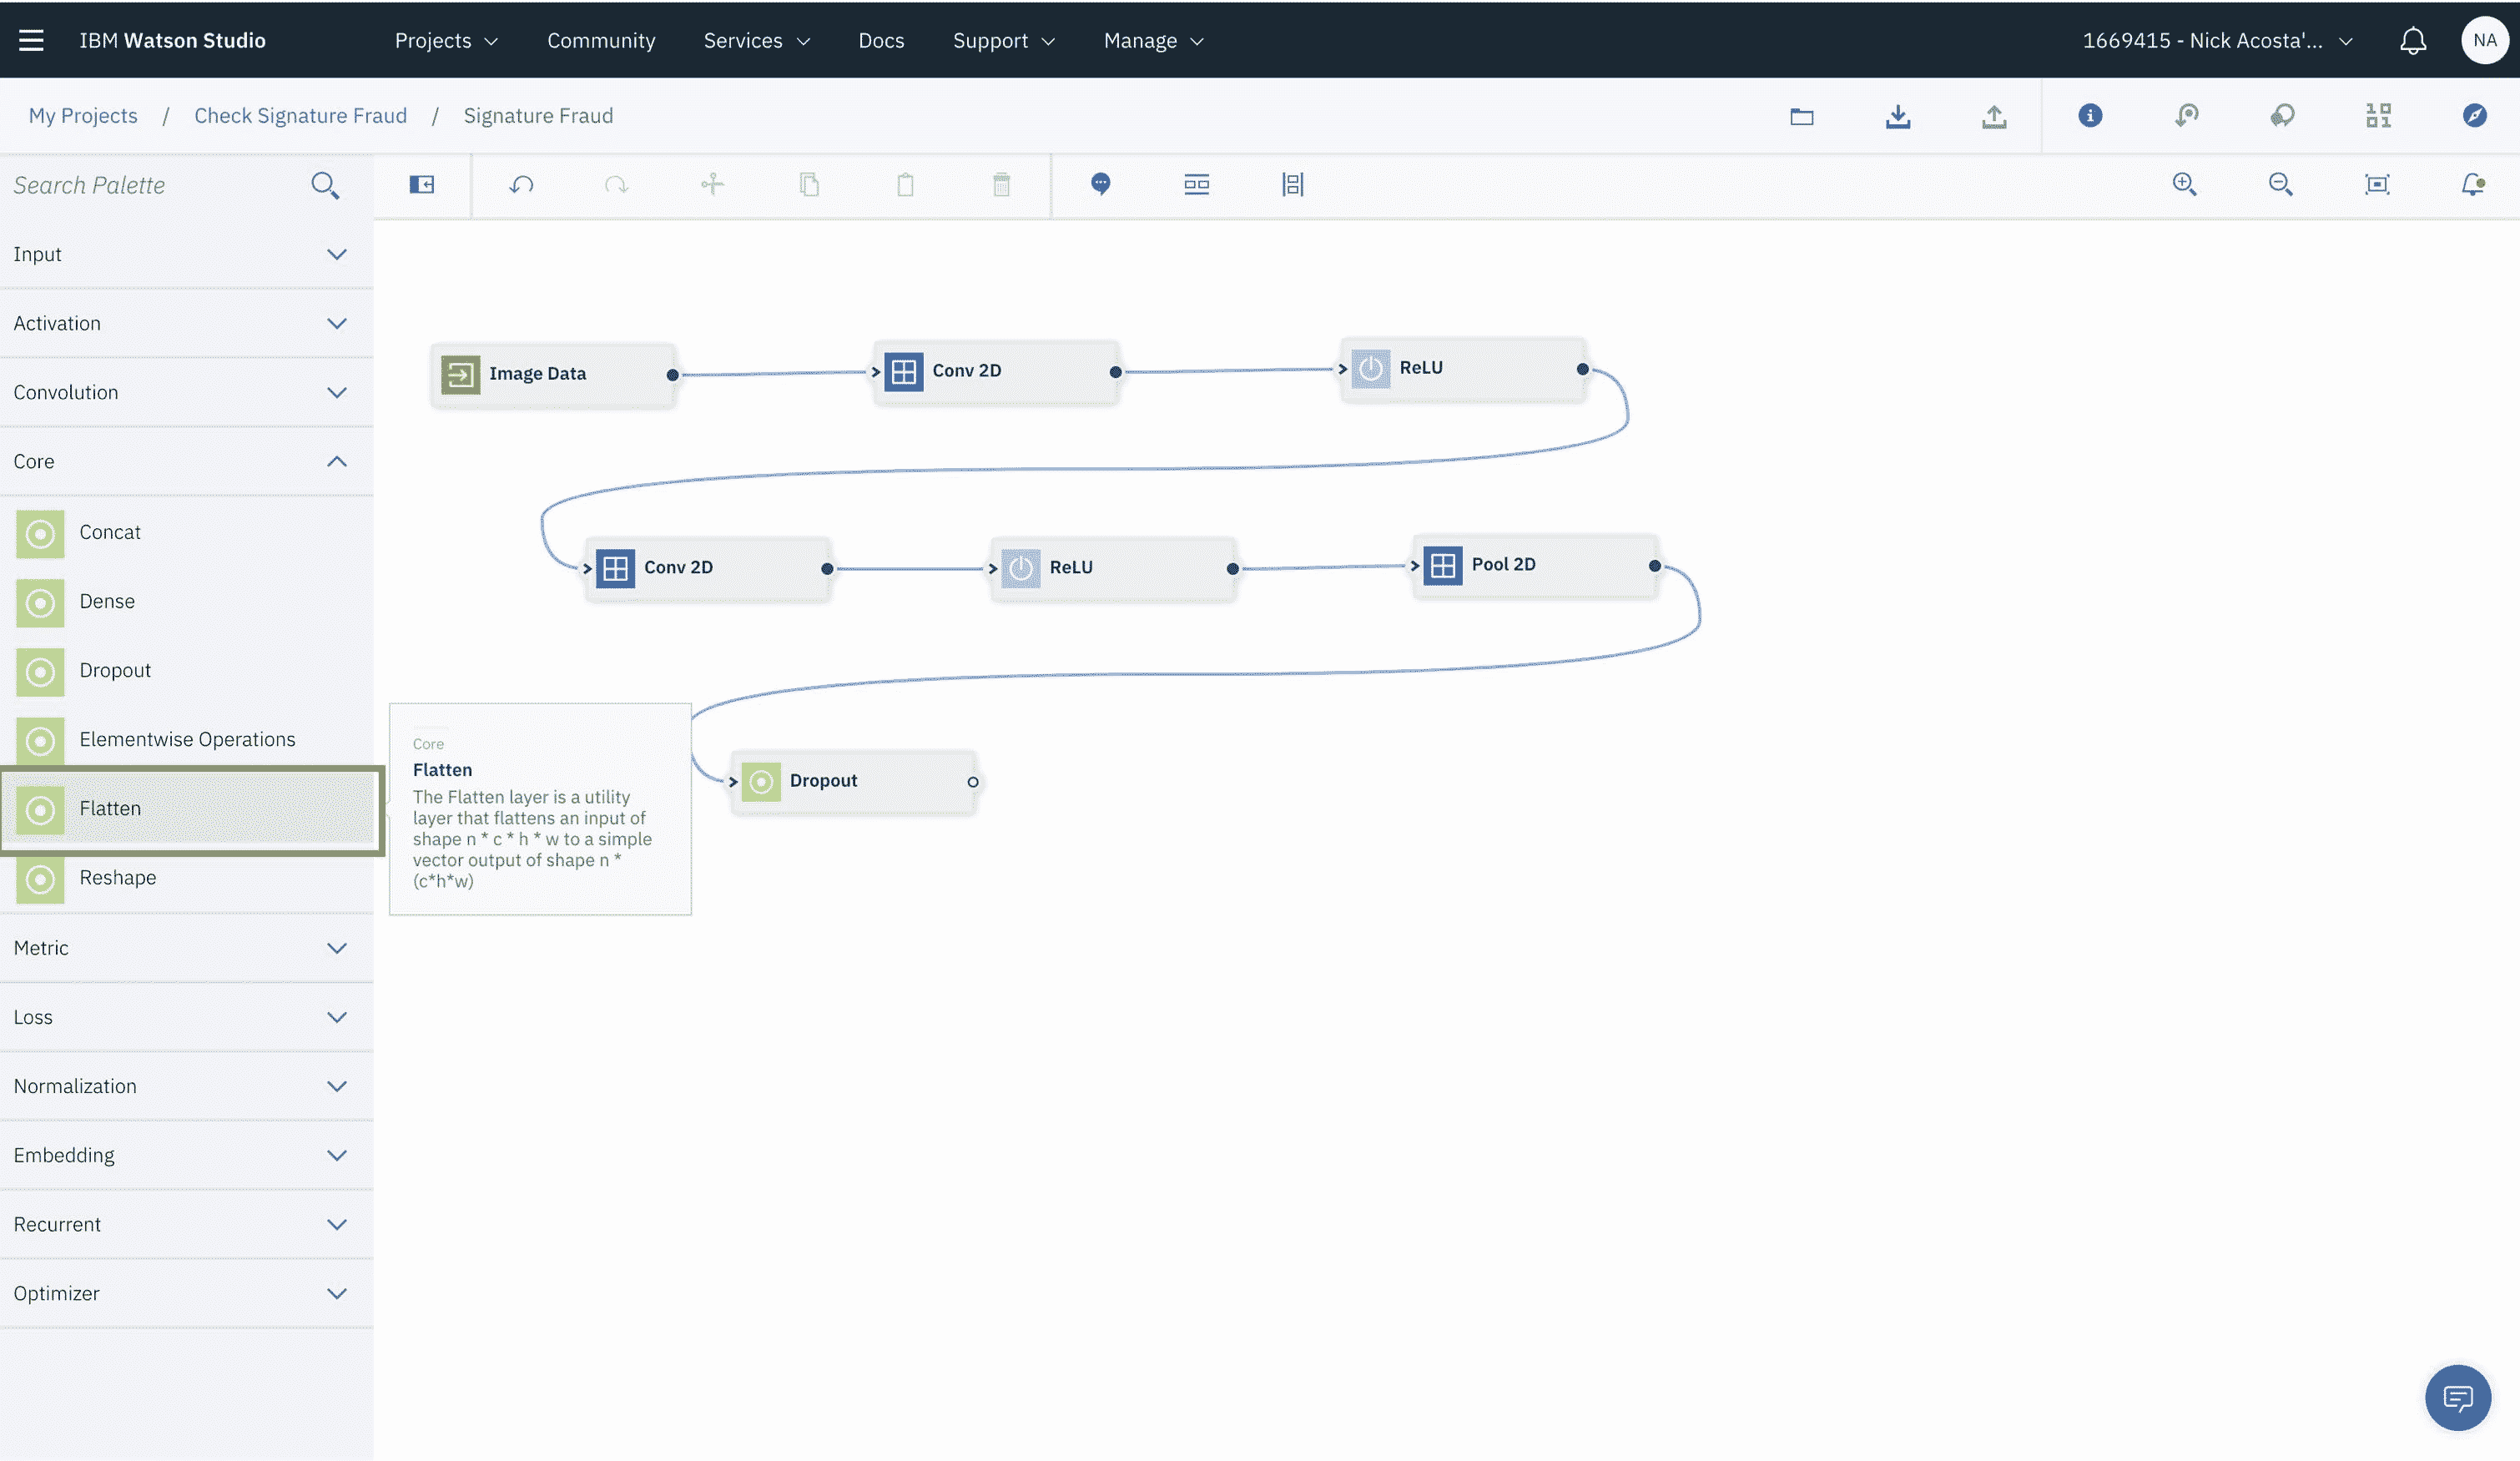 IBM Watson Studio
Projects
Community
Services
Docs
Support
Manage
1669415 - Nick Acosta'...
NA
My Projects / Check Signature Fraud / Signature Fraud
Search Palette
Input
Activation
Convolution
Core
Concat
Dense
Dropout
Elementwise Operations
Flatten
Reshape
Metric
Loss
Normalization
Embedding
Recurrent
Optimizer
Image Data
Conv 2D
ReLU
Conv 2D
ReLU
Pool 2D
Dropout
Core
Flatten
The Flatten layer is a utility
layer that flattens an input of
shape n * c * h * w to a simple
vector output of shape n *
(c*h*w)